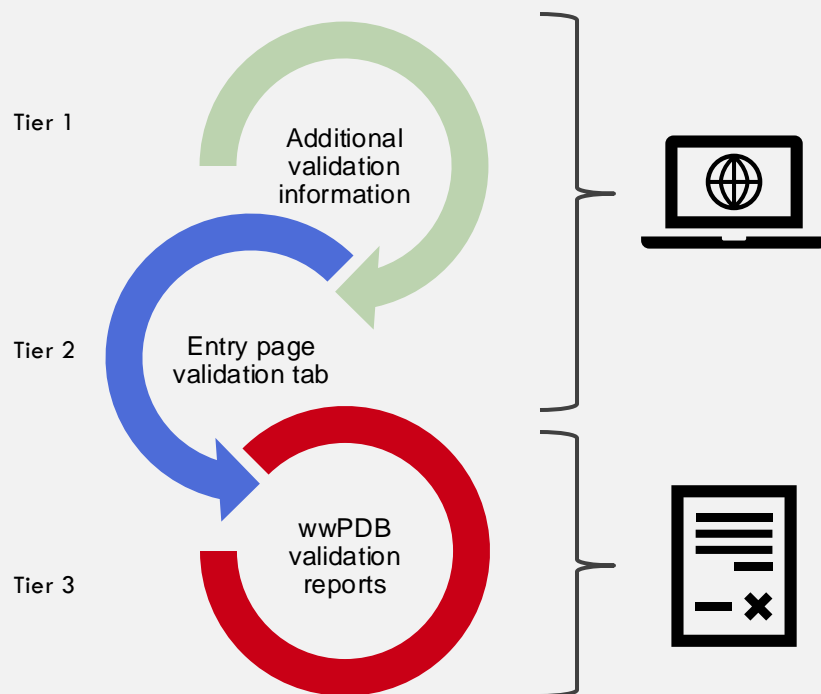 Tier 1
Additional
validation
information
Tier 2
Entry page
validation tab
Tier 3
wwPDB
validation
reports